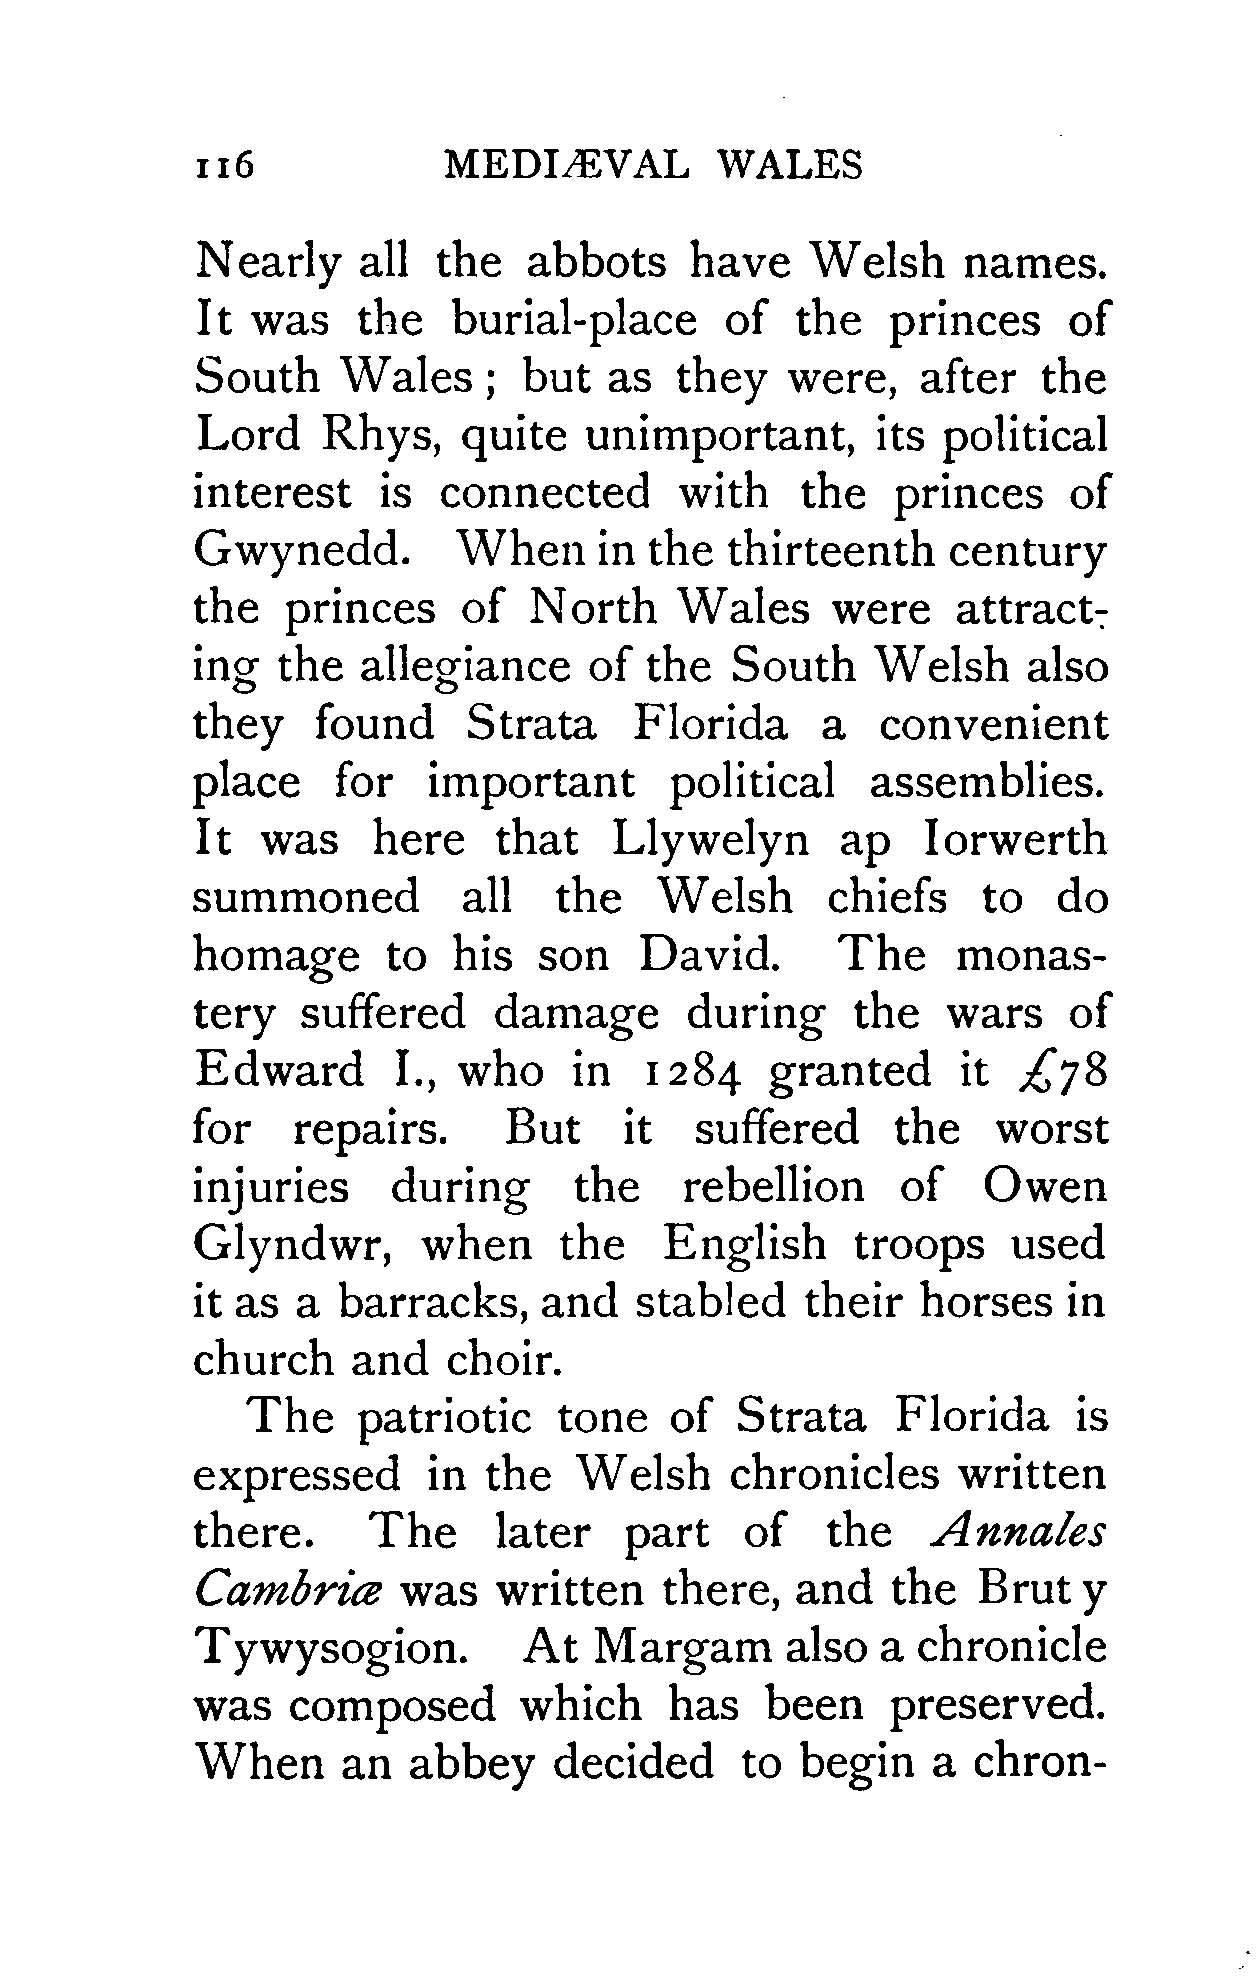 116 MEDIÆVAL WALES
Nearly all the abbots have Welsh names.
It was the burial-place of the princes of
South Wales ; but as they were, after the
Lord Rhys, quite unimportant, its political
interest is connected with the princes of
Gwynedd. When in the thirteenth century
the princes of North Wales were attract-
ing the allegiance of the South Welsh also
they found Strata Florida a convenient
place for important political assemblies.
It was here that Llywelyn ap Iorwerth
summoned all the Welsh chiefs to do
homage to his son David. The monas-
tery suffered damage during the wars of
Edward I., who in 1284 granted it £78
for repairs. But it suffered the worst
injuries during the rebellion of Owen
Glyndwr, when the English troops used
it as a barracks, and stabled their horses in
church and choir.
The patriotic tone of Strata Florida is
expressed in the Welsh chronicles written
there. The later part of the Annales
Cambriæ was written there, and the Brut y
Tywysogion. At Margam also a chronicle
was composed which has been preserved.
When an abbey decided to begin a chron-